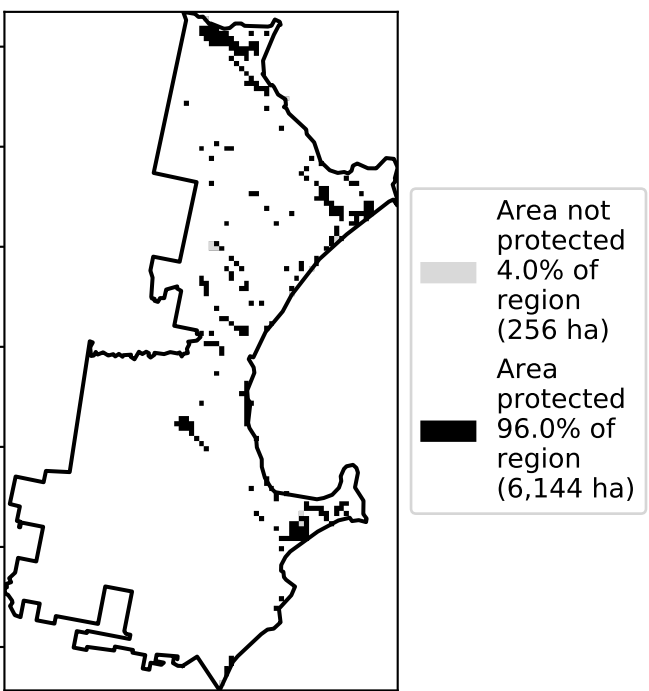 Area not
protected
4.0% of
region
(256 ha)
Area
protected
96.0% of
region
(6,144 ha)